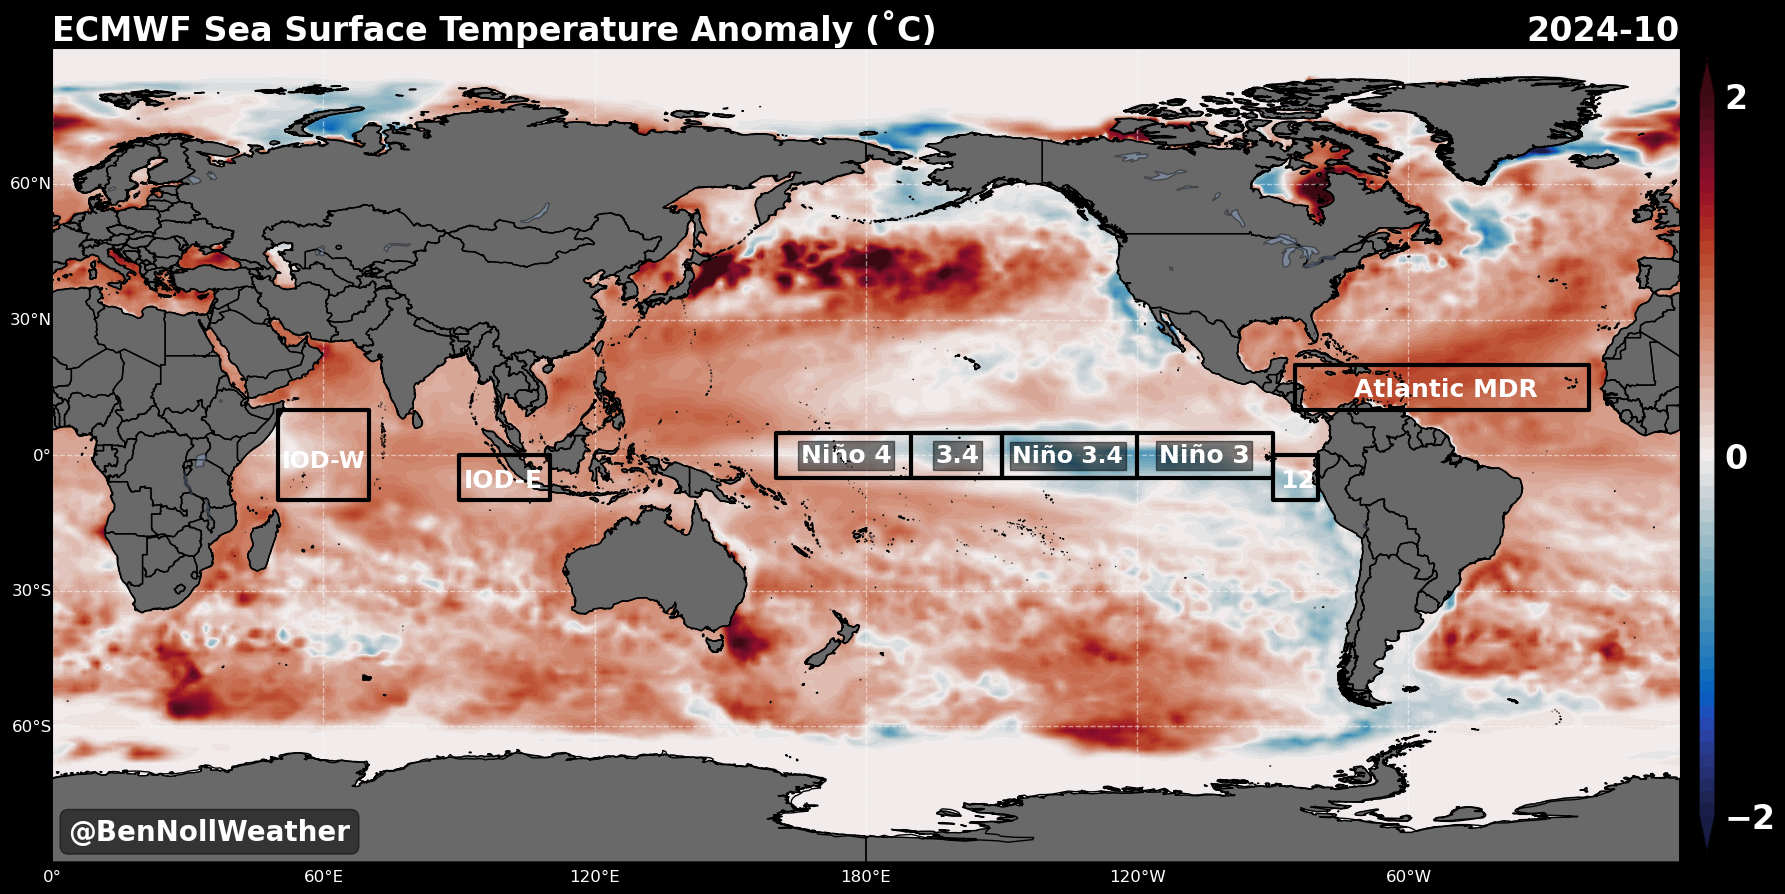 ECMWF Sea Surface Temperature Anomaly (°C) 2024-10
2
60°N
30°N
Atlantic MDR
0°
IOD-W
IOD-E
Niño 4
3.4
Niño 3.4
Niño 3
12
0
30°S
60°S
−2
@BenNollWeather
0° 60°E 120°E 180°E 120°W 60°W